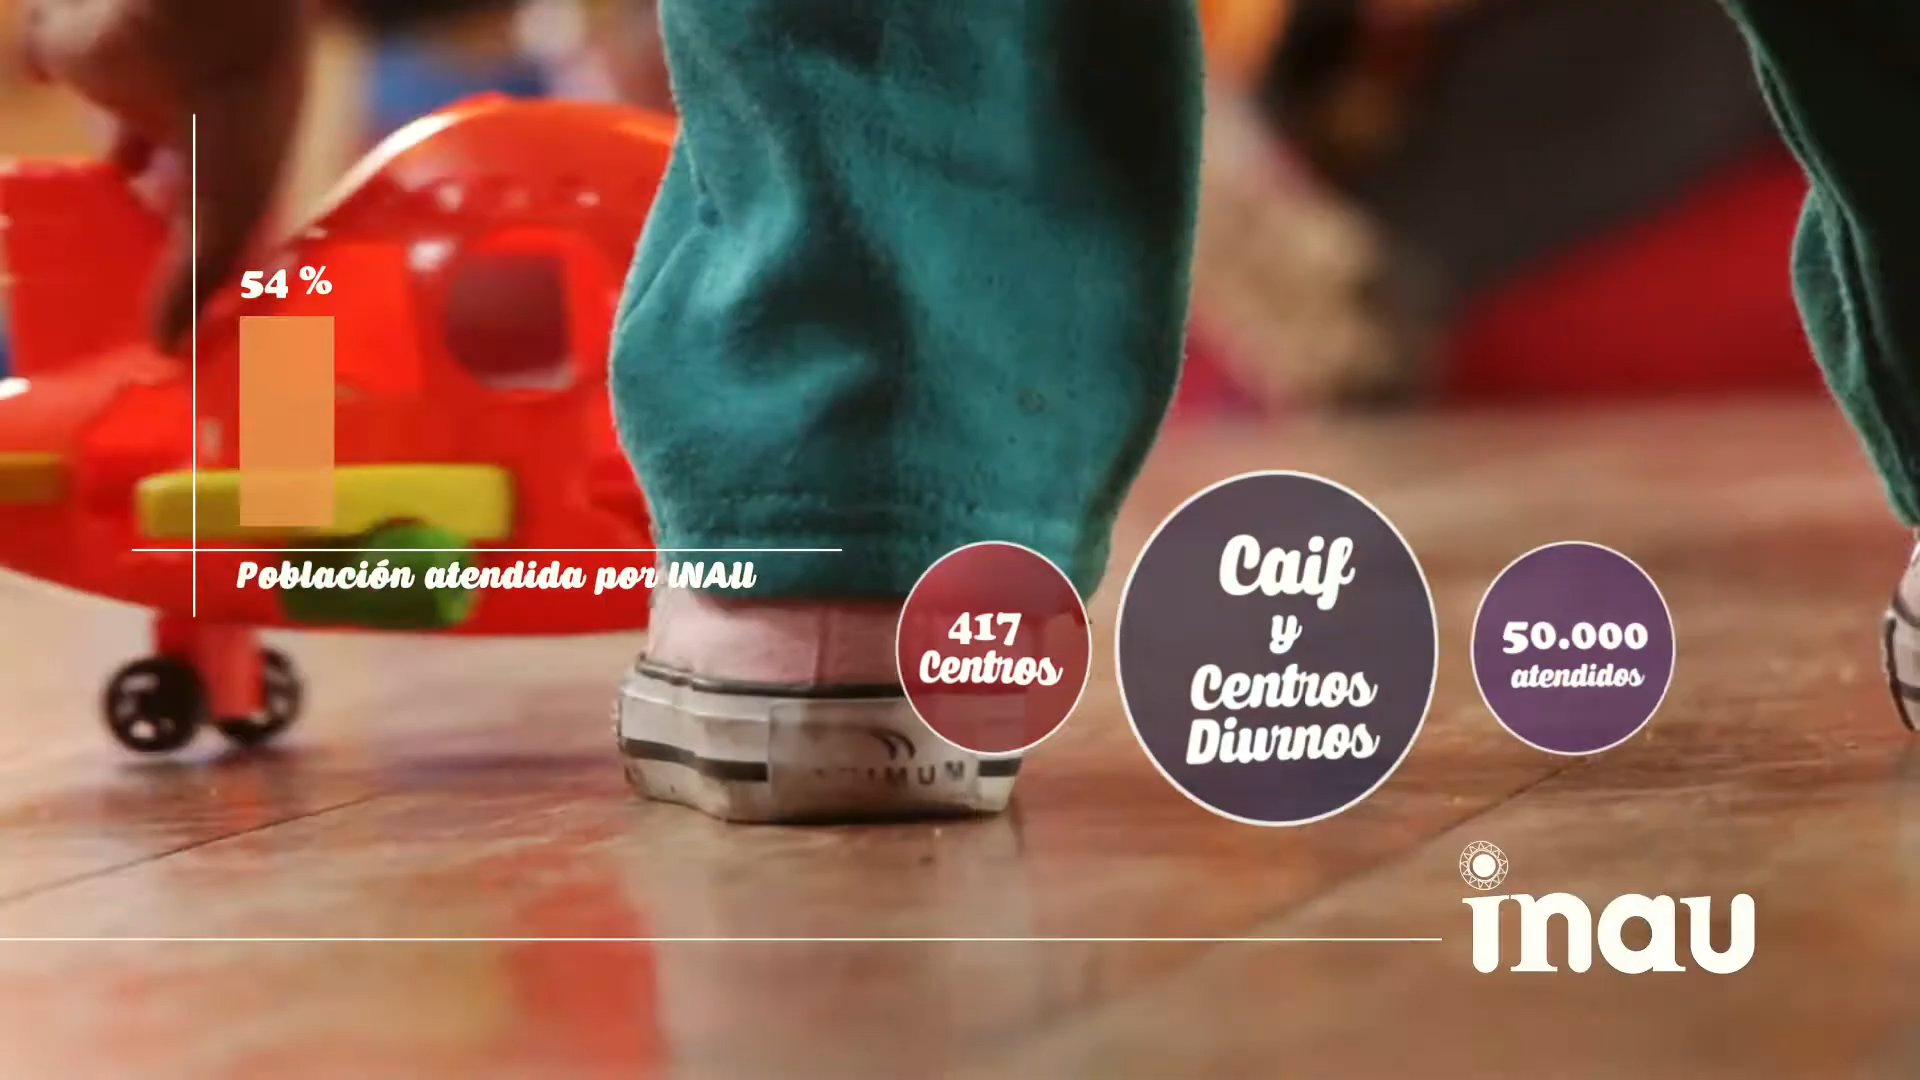 54 %
Población atendida por INAU
417
Centros
Caif
y
Centros
Diurnos
50.000
atendidos
inau